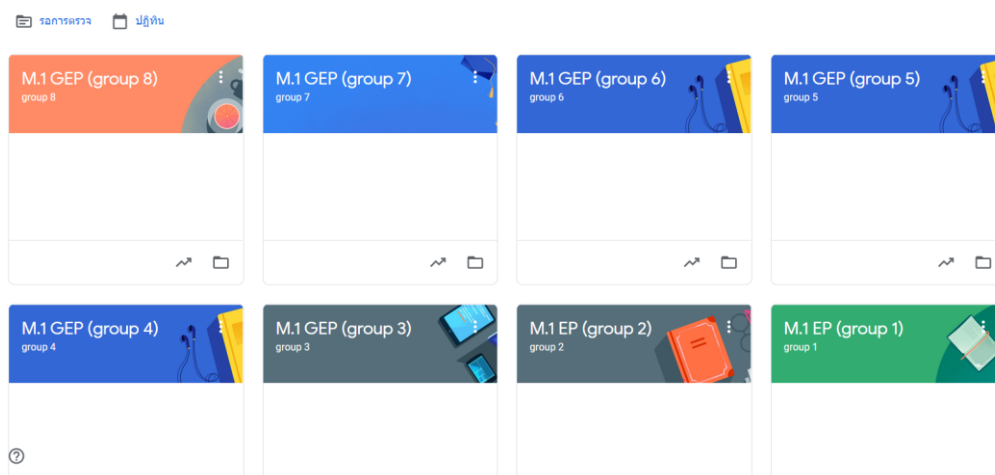 รอการตรวจ ปฏิทิน
M.1 GEP (group 8)
group 8
M.1 GEP (group 7)
group 7
M.1 GEP (group 6)
group 6
M.1 GEP (group 5)
group 5
M.1 GEP (group 4)
group 4
M.1 GEP (group 3)
group 3
M.1 EP (group 2)
group 2
M.1 EP (group 1)
group 1